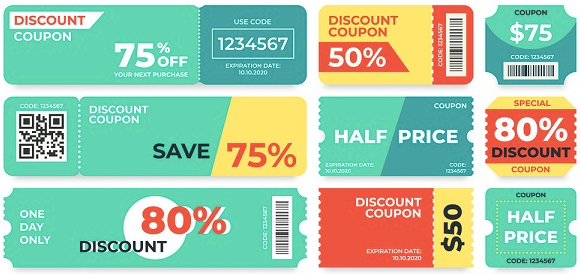 DISCOUNT
COUPON
75% OFF
YOUR NEXT PURCHASE
USE CODE
1234567
EXPIRATION DATE:
10.10.2020
DISCOUNT
COUPON
50%
CODE: 1234567
COUPON
$75
CODE: 1234567
CODE: 1234567
DISCOUNT
COUPON
SAVE 75%
COUPON
HALF PRICE
EXPIRATION DATE:
10.10.2020
CODE:
1234567
SPECIAL
80%
DISCOUNT
COUPON
ONE
DAY
ONLY
80%
DISCOUNT
CODE: 1234567
DISCOUNT
COUPON
EXPIRATION DATE:
10.10.2020
CODE:
1234567
$50
COUPON
HALF
PRICE
CODE: 1234567